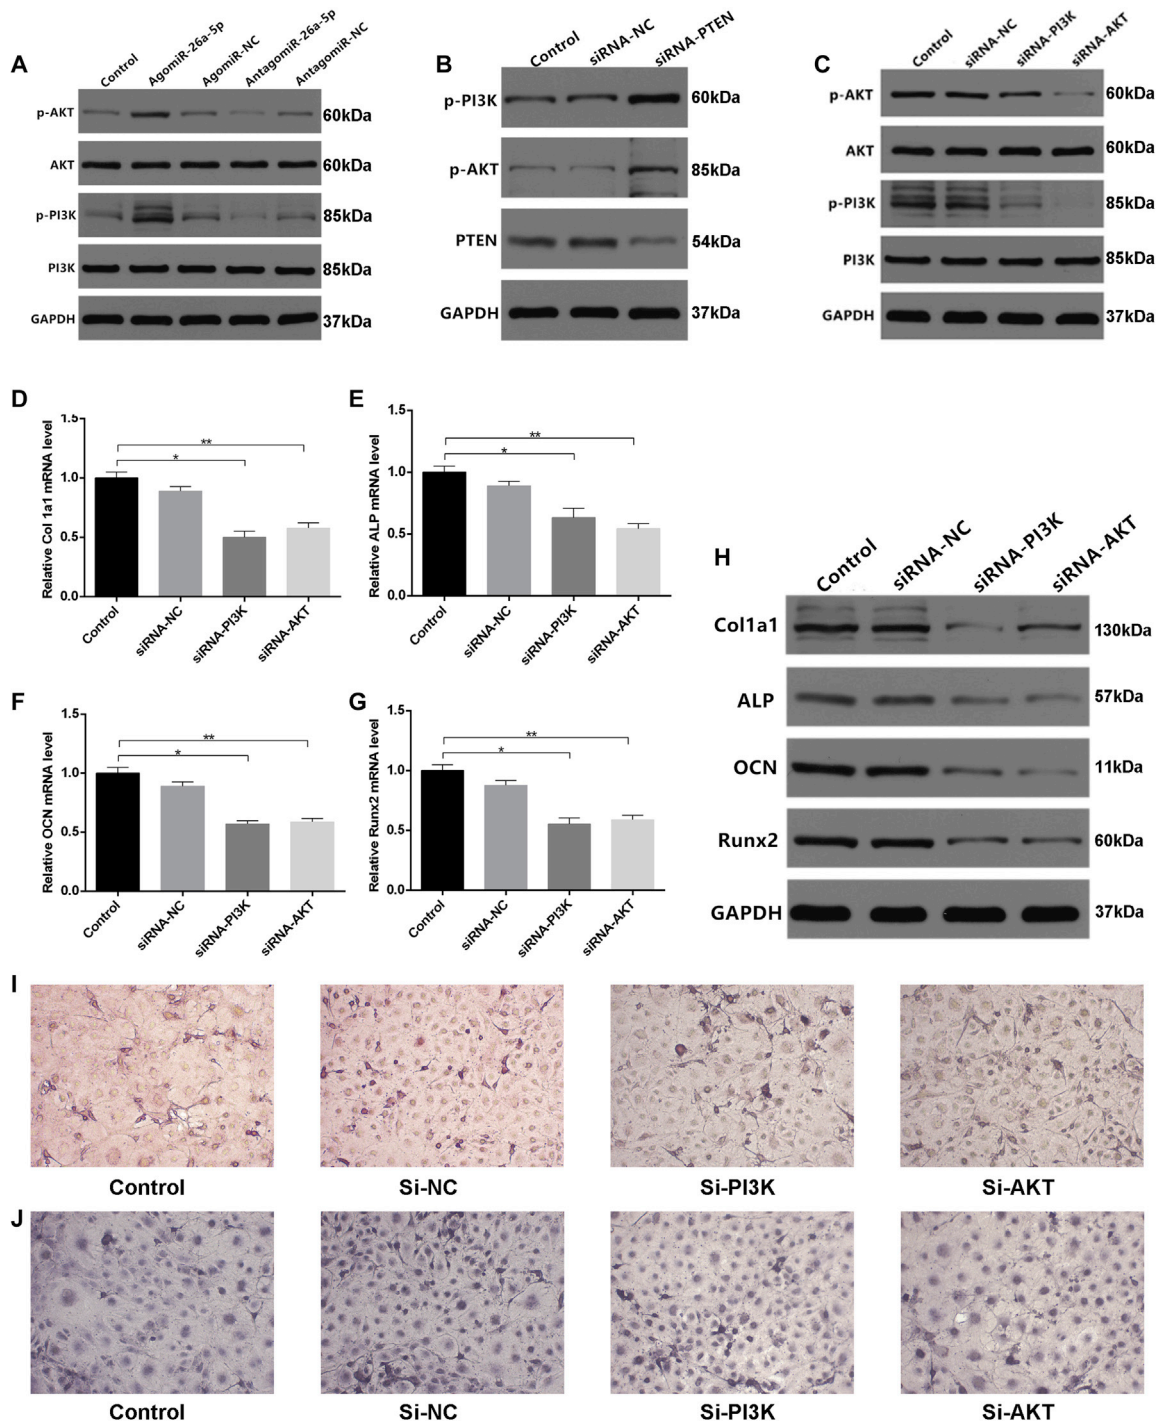 A
Control
AgomiR-26a-5p
AgomiR-NC
AntagomiR-26a-5p
AntagomiR-NC
p-AKT 60kDa
AKT 60kDa
p-PI3K 85kDa
PI3K 85kDa
GAPDH 37kDa
B
Control
siRNA-NC
siRNA-PTEN
p-PI3K 60kDa
p-AKT 85kDa
PTEN 54kDa
GAPDH 37kDa
C
Control
siRNA-NC
siRNA-PI3K
siRNA-AKT
p-AKT 60kDa
AKT 60kDa
p-PI3K 85kDa
PI3K 85kDa
GAPDH 37kDa
D
Relative Col 1a1 mRNA level
1.5
1.0
0.5
0.0
**
*
Control
siRNA-NC
siRNA-PI3K
siRNA-AKT
E
Relative ALP mRNA level
1.5
1.0
0.5
0.0
**
*
Control
siRNA-NC
siRNA-PI3K
siRNA-AKT
F
Relative OCN mRNA level
1.5
1.0
0.5
0.0
**
*
Control
siRNA-NC
siRNA-PI3K
siRNA-AKT
G
Relative Runx2 mRNA level
1.5
1.0
0.5
0.0
**
*
Control
siRNA-NC
siRNA-PI3K
siRNA-AKT
H
Control
siRNA-NC
siRNA-PI3K
siRNA-AKT
Col1a1 130kDa
ALP 57kDa
OCN 11kDa
Runx2 60kDa
GAPDH 37kDa
I
Control
Si-NC
Si-PI3K
Si-AKT
J
Control
Si-NC
Si-PI3K
Si-AKT